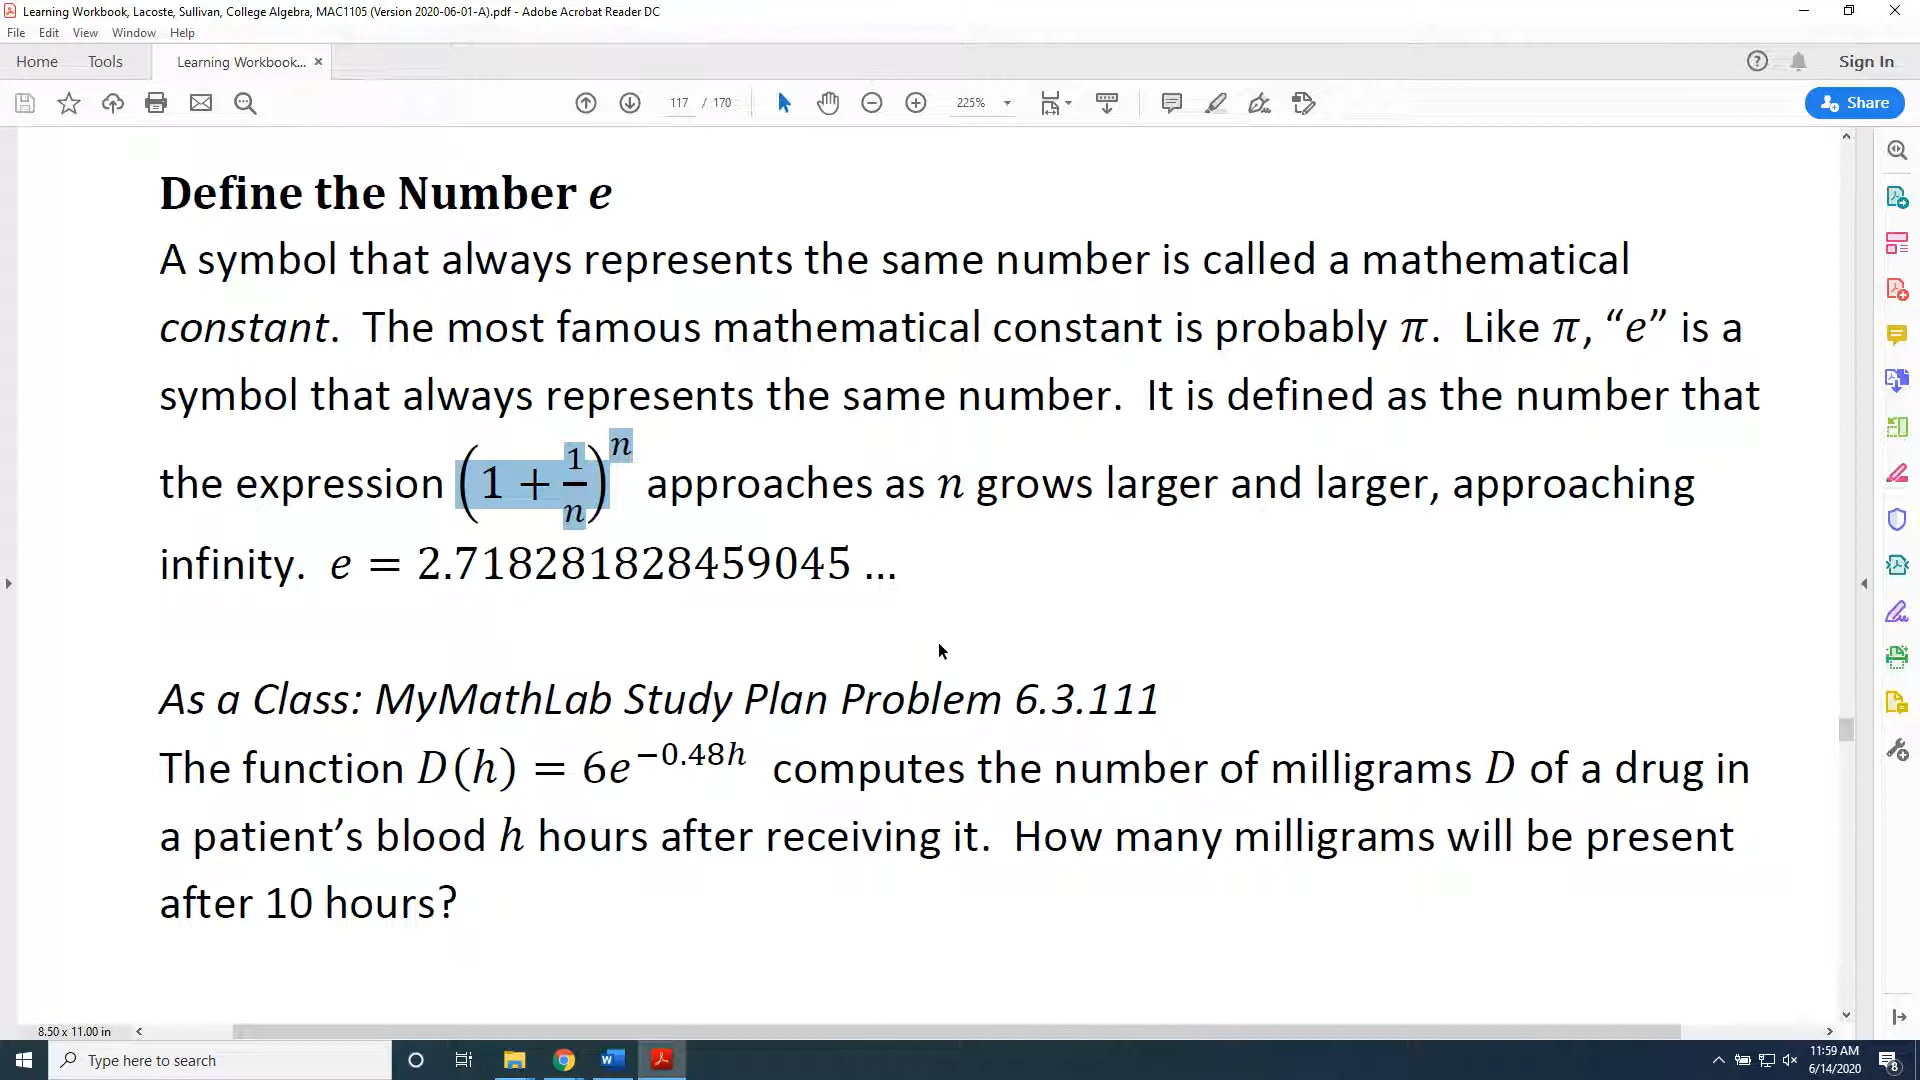 Learning Workbook, Lacoste, Sullivan, College Algebra, MAC1105 (Version 2020-06-01-A).pdf - Adobe Acrobat Reader DC
File Edit View Window Help
Home Tools Learning Workbook... × Sign In
117 / 170 225% Share
Define the Number e
A symbol that always represents the same number is called a mathematical
constant. The most famous mathematical constant is probably π. Like π, “e” is a
symbol that always represents the same number. It is defined as the number that
the expression (1 + 1/n)^n approaches as n grows larger and larger, approaching
infinity. e = 2.718281828459045 …
As a Class: MyMathLab Study Plan Problem 6.3.111
The function D(h) = 6e^−0.48h computes the number of milligrams D of a drug in
a patient’s blood h hours after receiving it. How many milligrams will be present
after 10 hours?
8.50 x 11.00 in
Type here to search
11:59 AM
6/14/2020
8